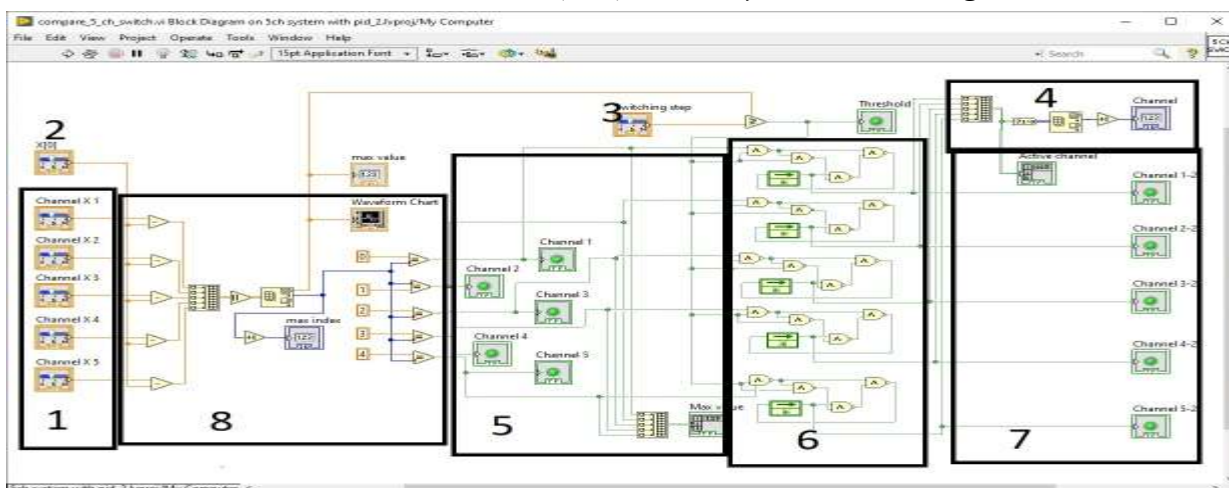 compare_5_ch_switch.vi Block Diagram on 5ch system with pid_2.lvproj/My Computer
File Edit View Project Operate Tools Window Help
15pt Application Font
Search
2
X[0]
3
witching step
Threshold
4
Channel
max value
Active channel
Channel X 1
Waveform Chart
Channel 1-2
Channel X 2
0
Channel 1
Channel 2-2
Channel X 3
1
Channel 2
2
Channel 3
Channel 3-2
Channel X 4
max index
3
Channel 4
Channel 4-2
Channel X 5
4
Channel 5
Max v lue
Channel 5-2
1
8
5
6
7